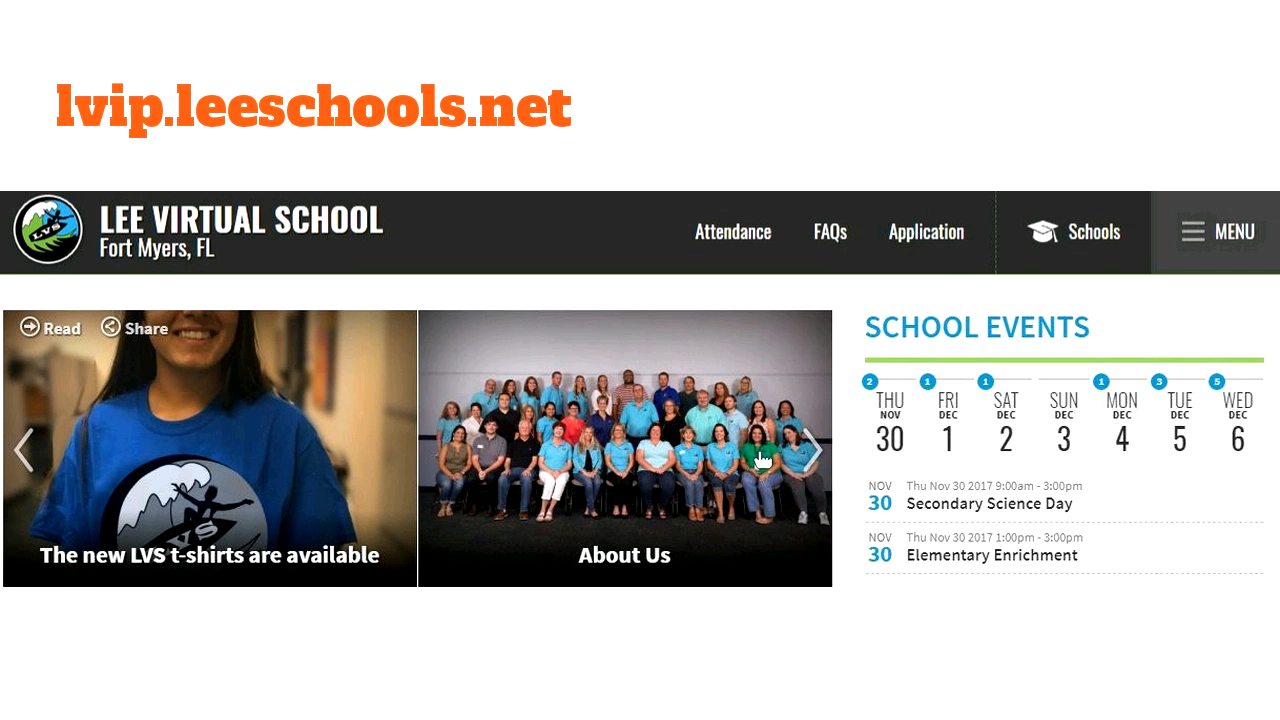 lvip.leeschools.net
LVS
LEE VIRTUAL SCHOOL
Fort Myers, FL
Attendance
FAQs
Application
Schools
MENU
Read
Share
LVS
The new LVS t-shirts are available
About Us
SCHOOL EVENTS
2 1 1 1 3 5
THU FRI SAT SUN MON TUE WED
NOV DEC DEC DEC DEC DEC DEC
30 1 2 3 4 5 6
NOV Thu Nov 30 2017 9:00am - 3:00pm
30 Secondary Science Day
NOV Thu Nov 30 2017 1:00pm - 3:00pm
30 Elementary Enrichment